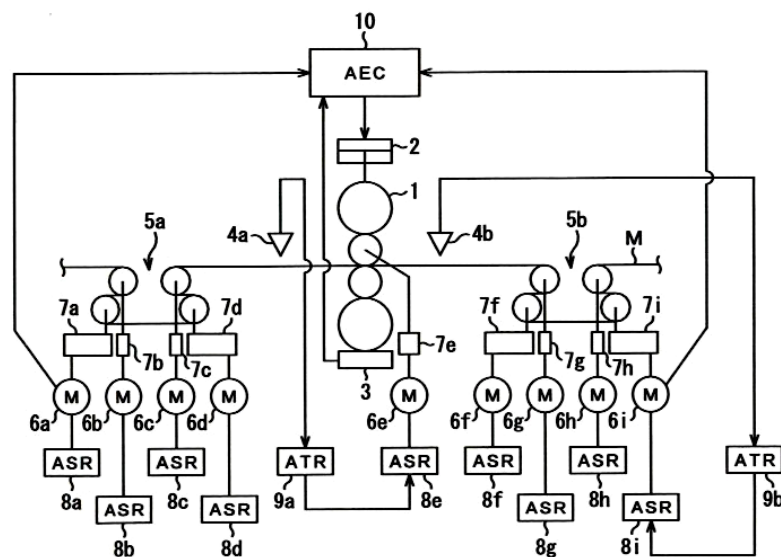 10
AEC
2
1
5a
4a
4b
5b
M
7a
7d
7f
7i
7b
7c
7e
7g
7h
3
M
M
M
M
M
M
M
M
M
6a
6b
6c
6d
6e
6f
6g
6h
6i
ASR
ASR
ATR
ASR
ASR
ASR
ATR
8a
8c
9a
8e
8f
8h
9b
ASR
ASR
ASR
ASR
8b
8d
8g
8i